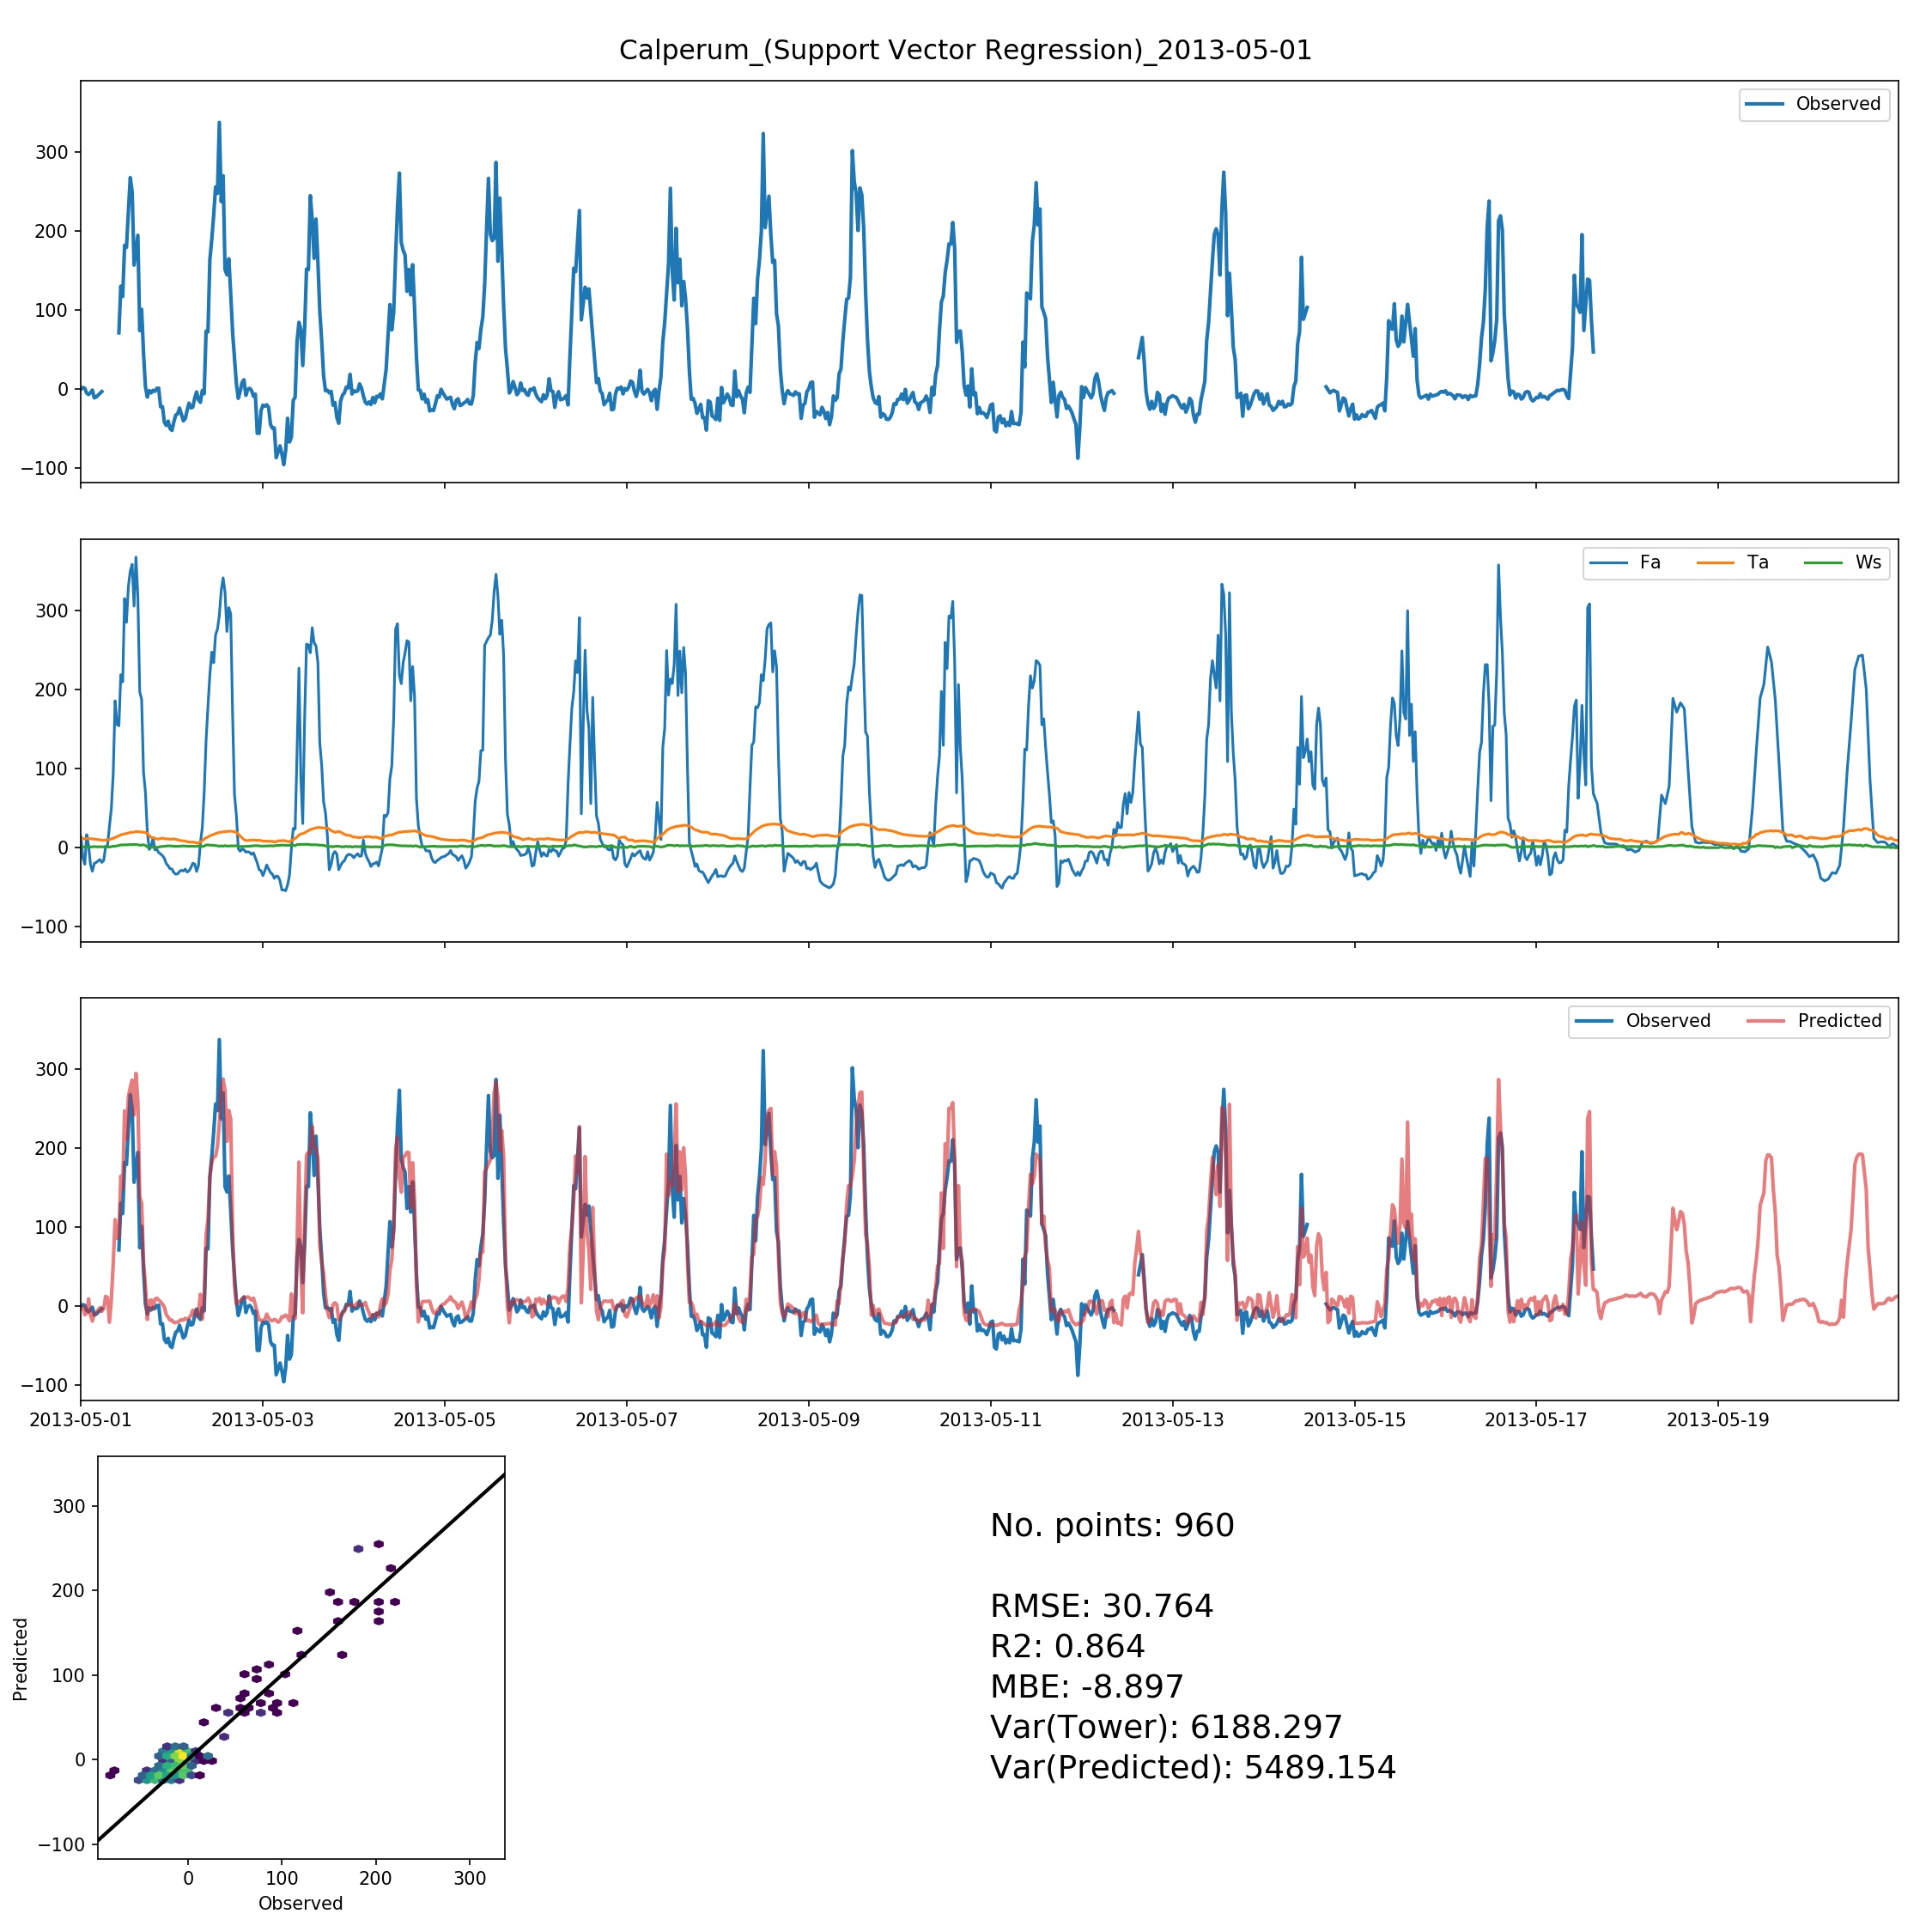 Calperum_(Support Vector Regression)_2013-05-01
Observed
300
200
100
0
−100
Fa Ta Ws
300
200
100
0
−100
Observed Predicted
300
200
100
0
−100
2013-05-01 2013-05-03 2013-05-05 2013-05-07 2013-05-09 2013-05-11 2013-05-13 2013-05-15 2013-05-17 2013-05-19
300
200
100
0
−100
Predicted
0 100 200 300
Observed
No. points: 960
RMSE: 30.764
R2: 0.864
MBE: -8.897
Var(Tower): 6188.297
Var(Predicted): 5489.154